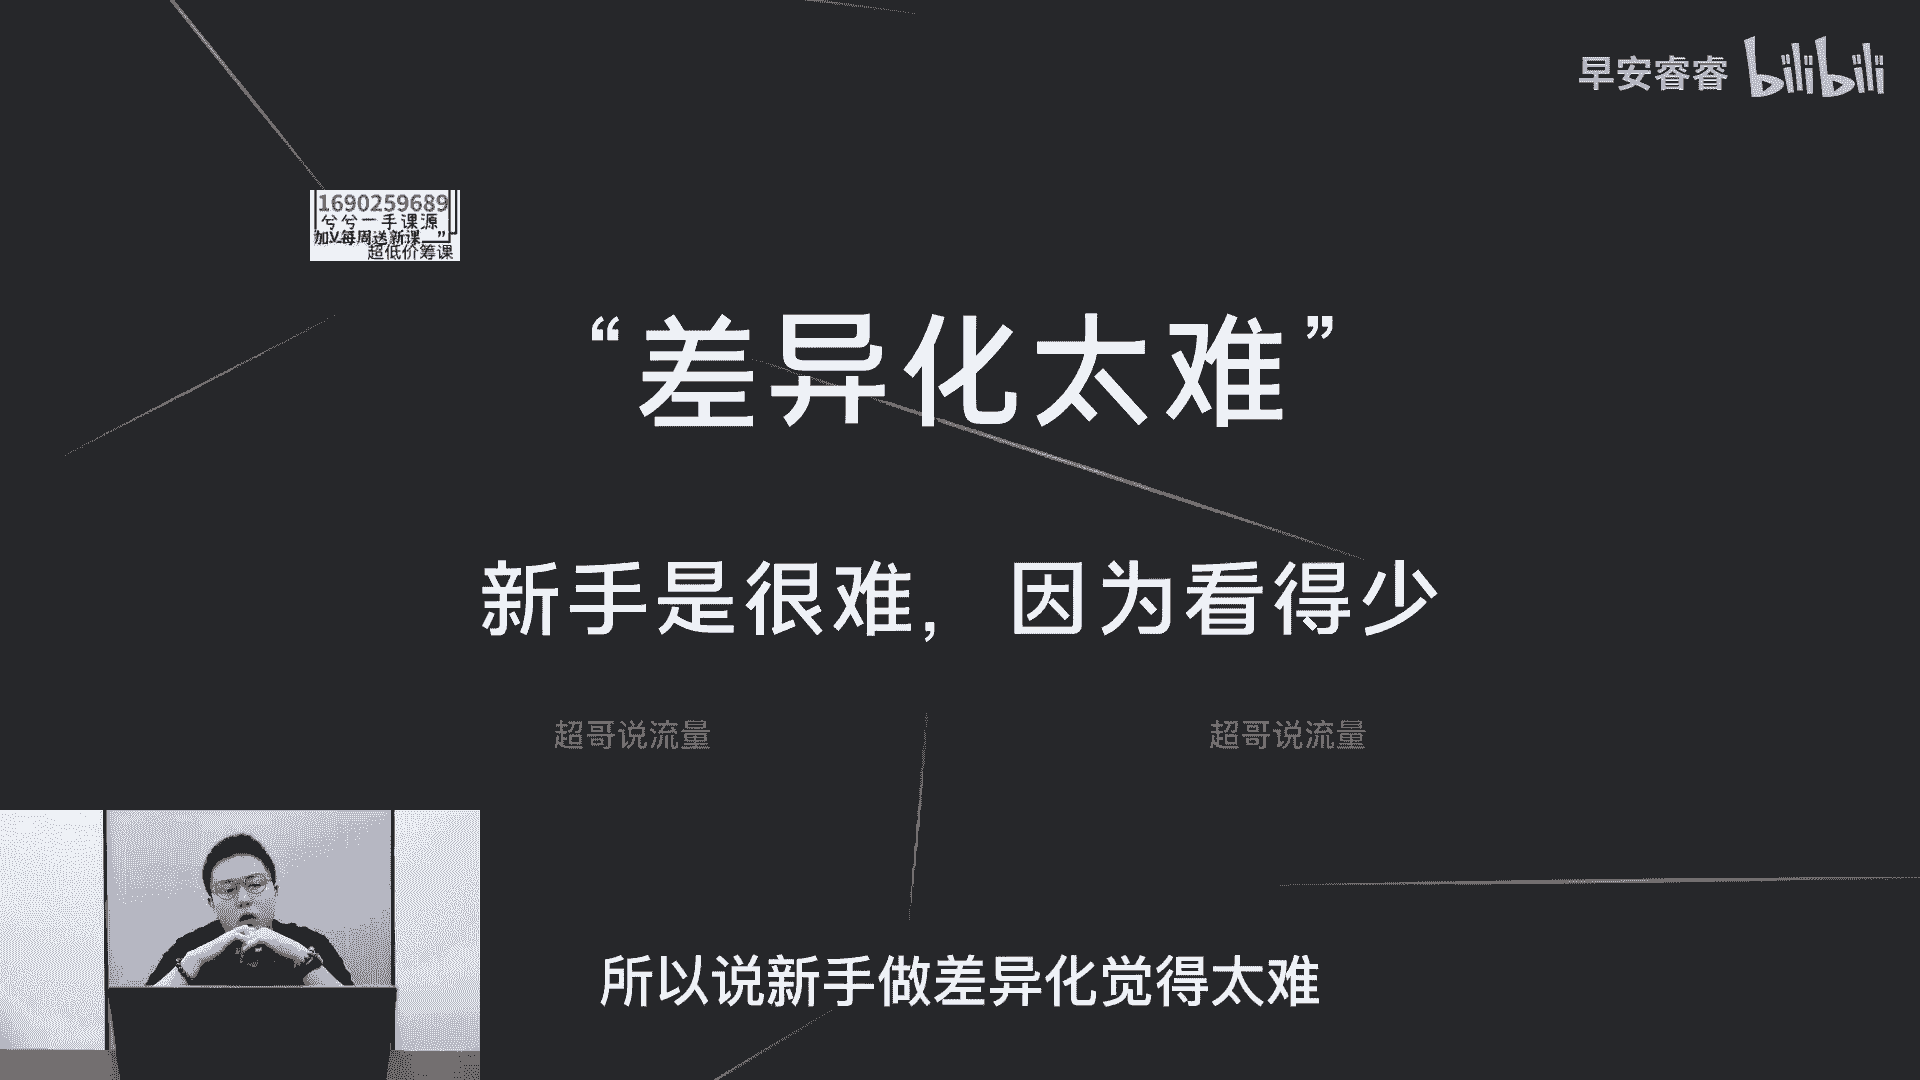 早安睿睿 bilibili
1690259689
兮兮一手课源
加V每周送新课
超低价筹课
“差异化太难”
新手是很难，因为看得少
超哥说流量 超哥说流量
所以说新手做差异化觉得太难